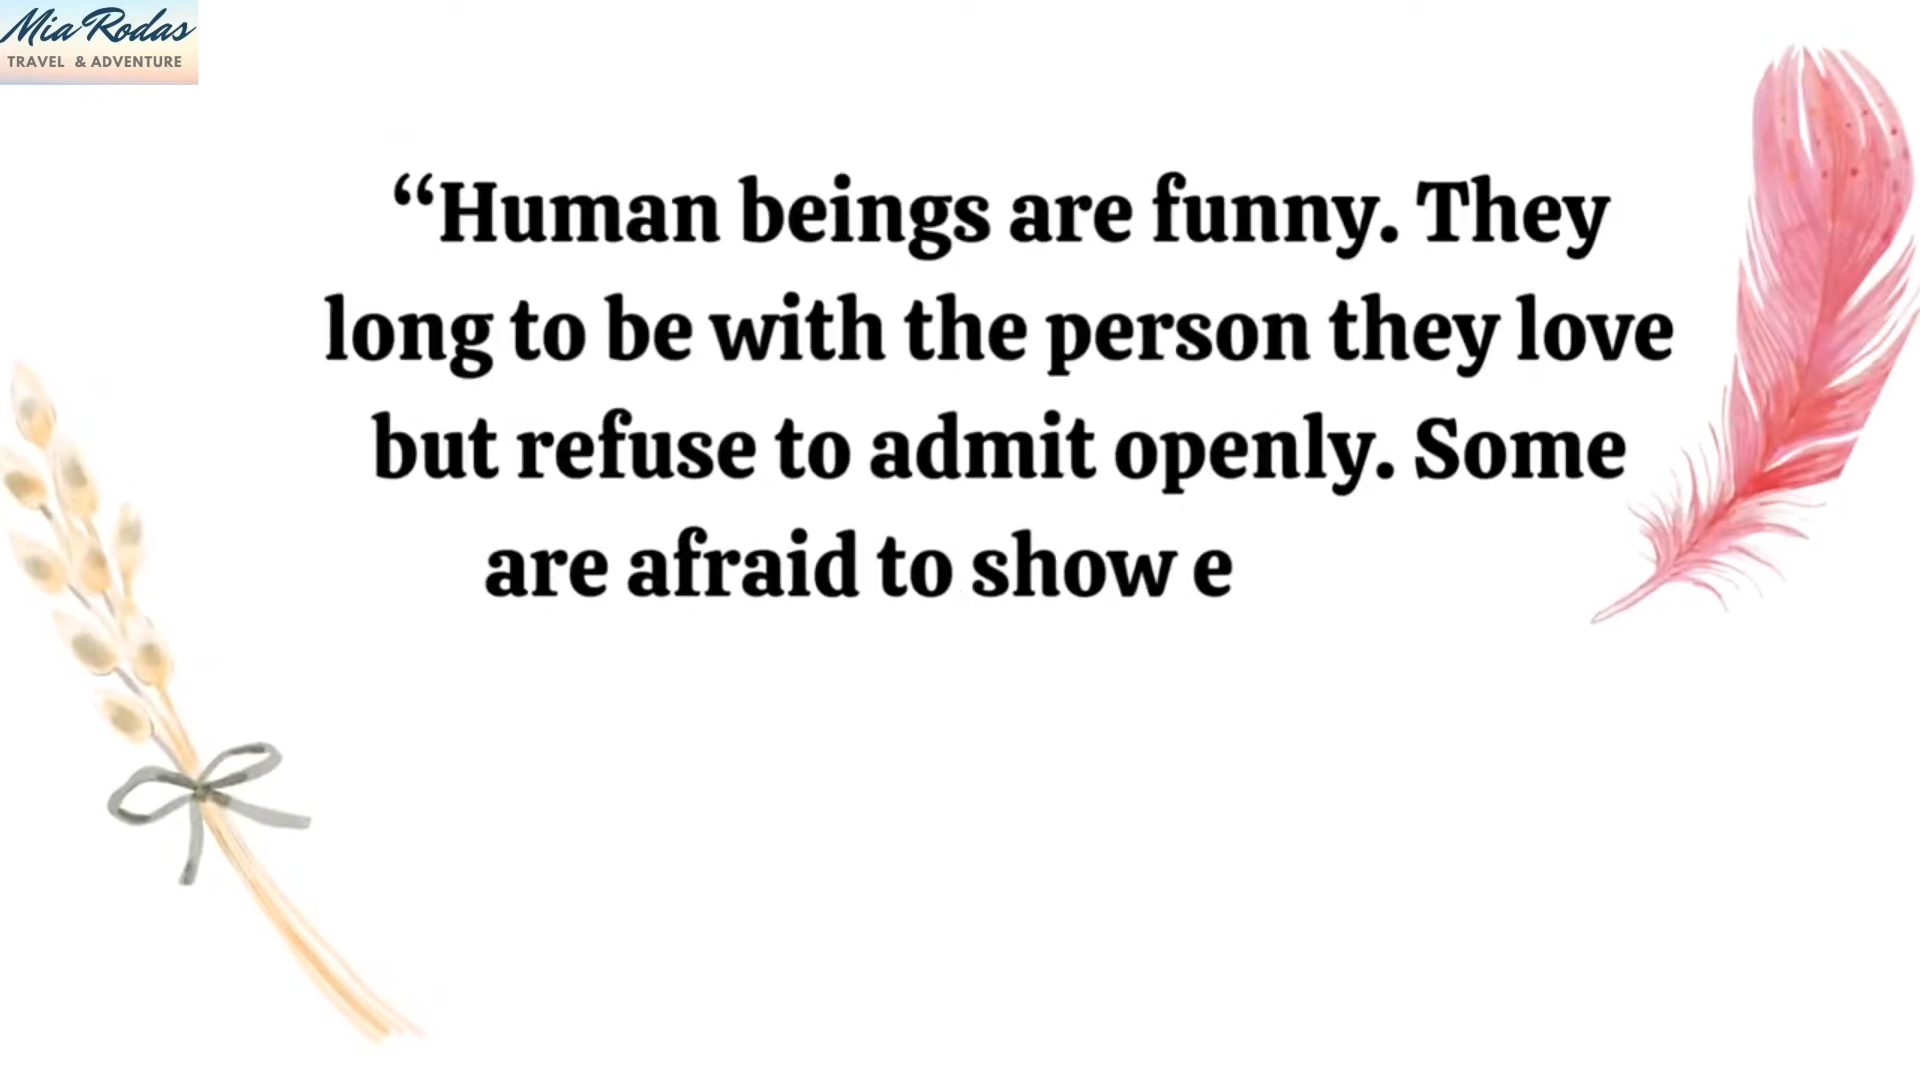 Mia Rodas
TRAVEL & ADVENTURE
“Human beings are funny. They
long to be with the person they love
but refuse to admit openly. Some
are afraid to show e